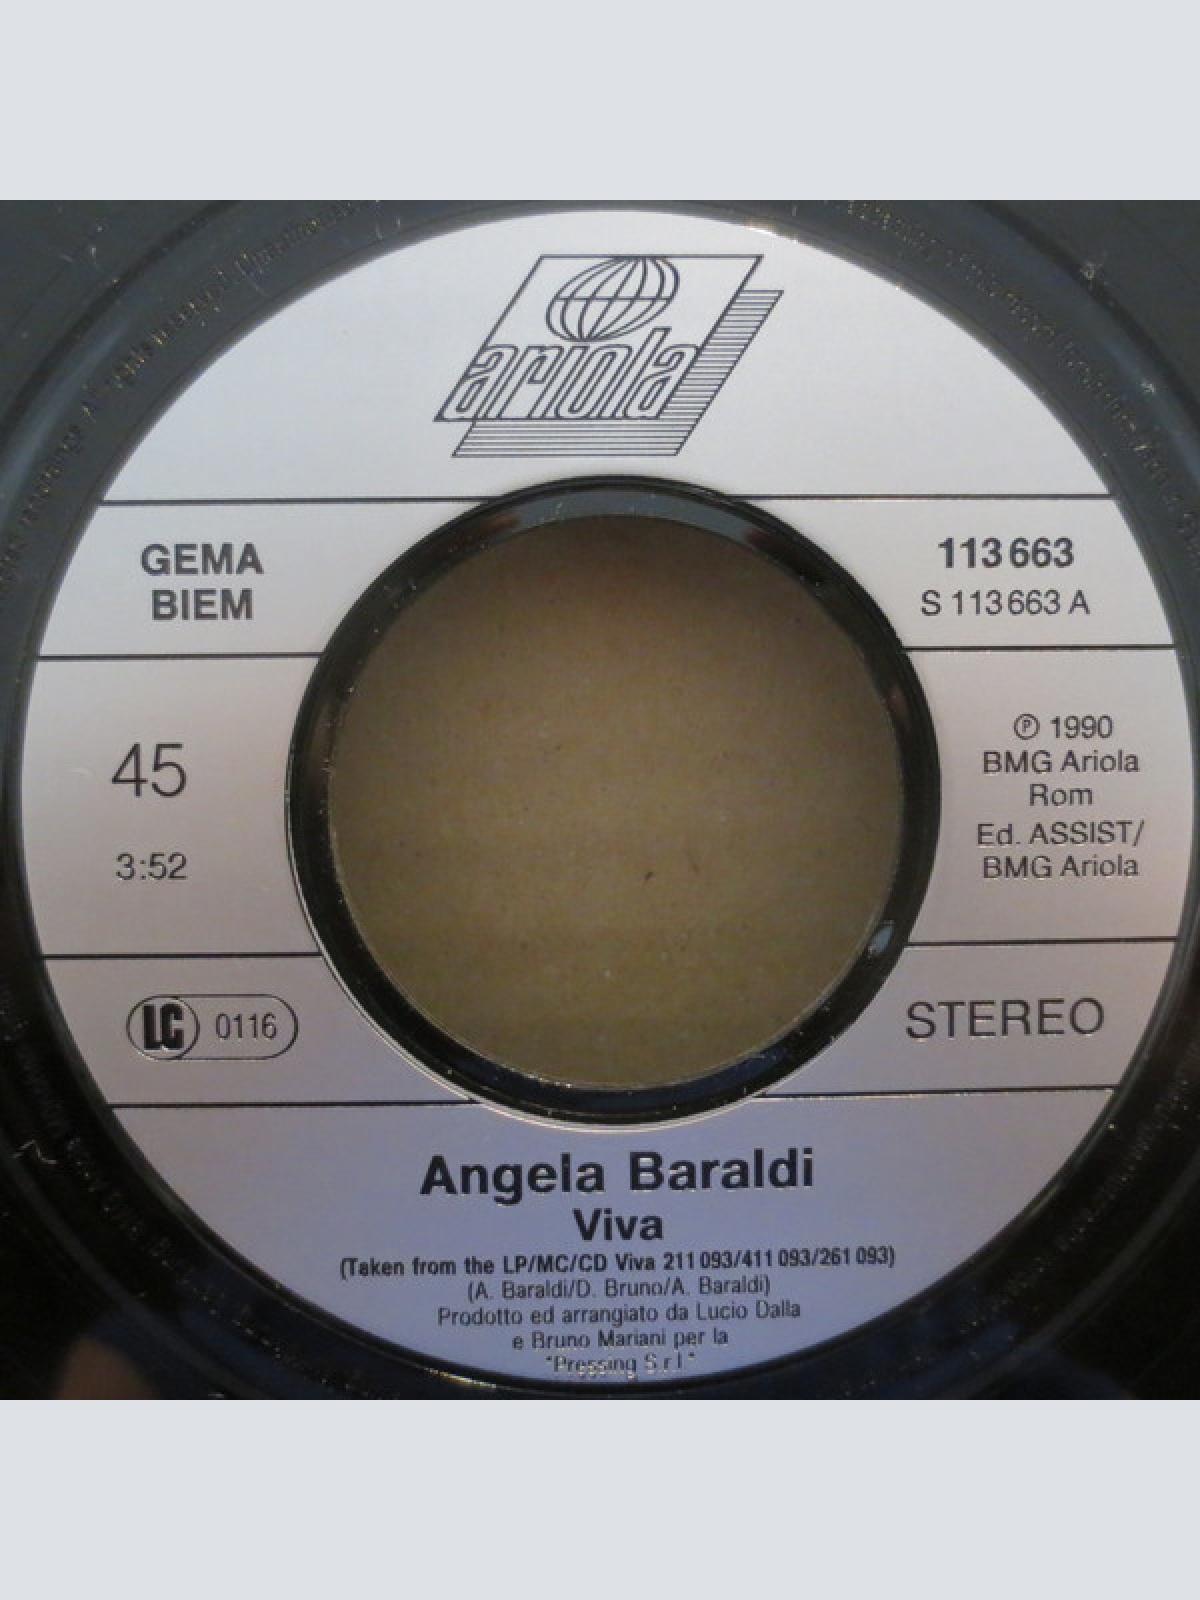 ariola
GEMA
BIEM
113 663
S 113 663 A
45
3:52
℗ 1990
BMG Ariola
Rom
Ed. ASSIST/
BMG Ariola
LC 0116
STEREO
Angela Baraldi
Viva
(Taken from the LP/MC/CD Viva 211 093/411 093/261 093)
(A. Baraldi/D. Bruno/A. Baraldi)
Prodotto ed arrangiato da Lucio Dalla
e Bruno Mariani per la
"Pressing S.r.l."